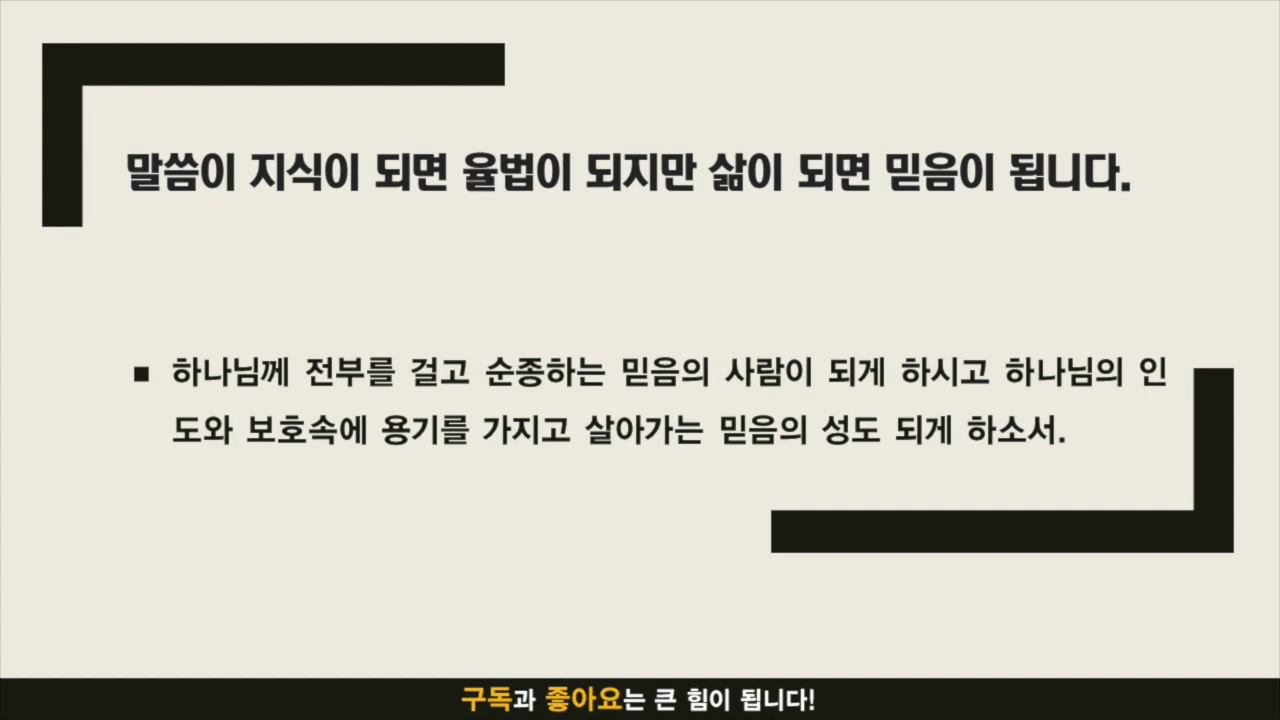 말씀이 지식이 되면 율법이 되지만 삶이 되면 믿음이 됩니다.
■ 하나님께 전부를 걸고 순종하는 믿음의 사람이 되게 하시고 하나님의 인
도와 보호속에 용기를 가지고 살아가는 믿음의 성도 되게 하소서.
구독과 좋아요는 큰 힘이 됩니다!